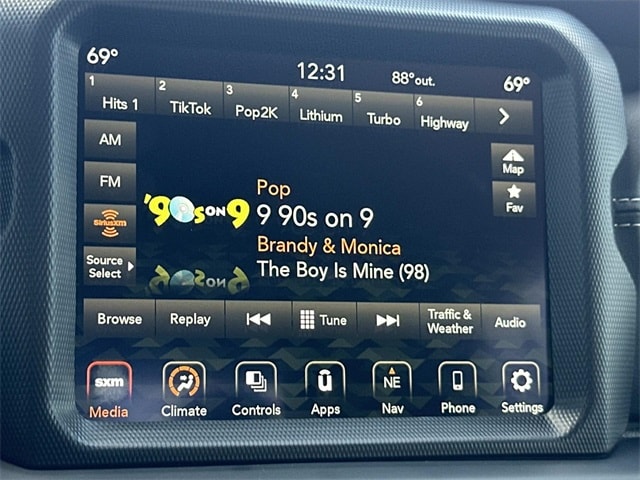 69°
12:31
88°out.
69°
1 Hits 1
2 TikTok
3 Pop2K
4 Lithium
5 Turbo
6 Highway
AM
FM
SiriusXM
Source Select
'90s ON 9
Pop
9 90s on 9
Brandy & Monica
The Boy Is Mine (98)
Map
Fav
Browse
Replay
Tune
Traffic & Weather
Audio
sxm
Media
Climate
Controls
ū
Apps
NE
Nav
Phone
Settings